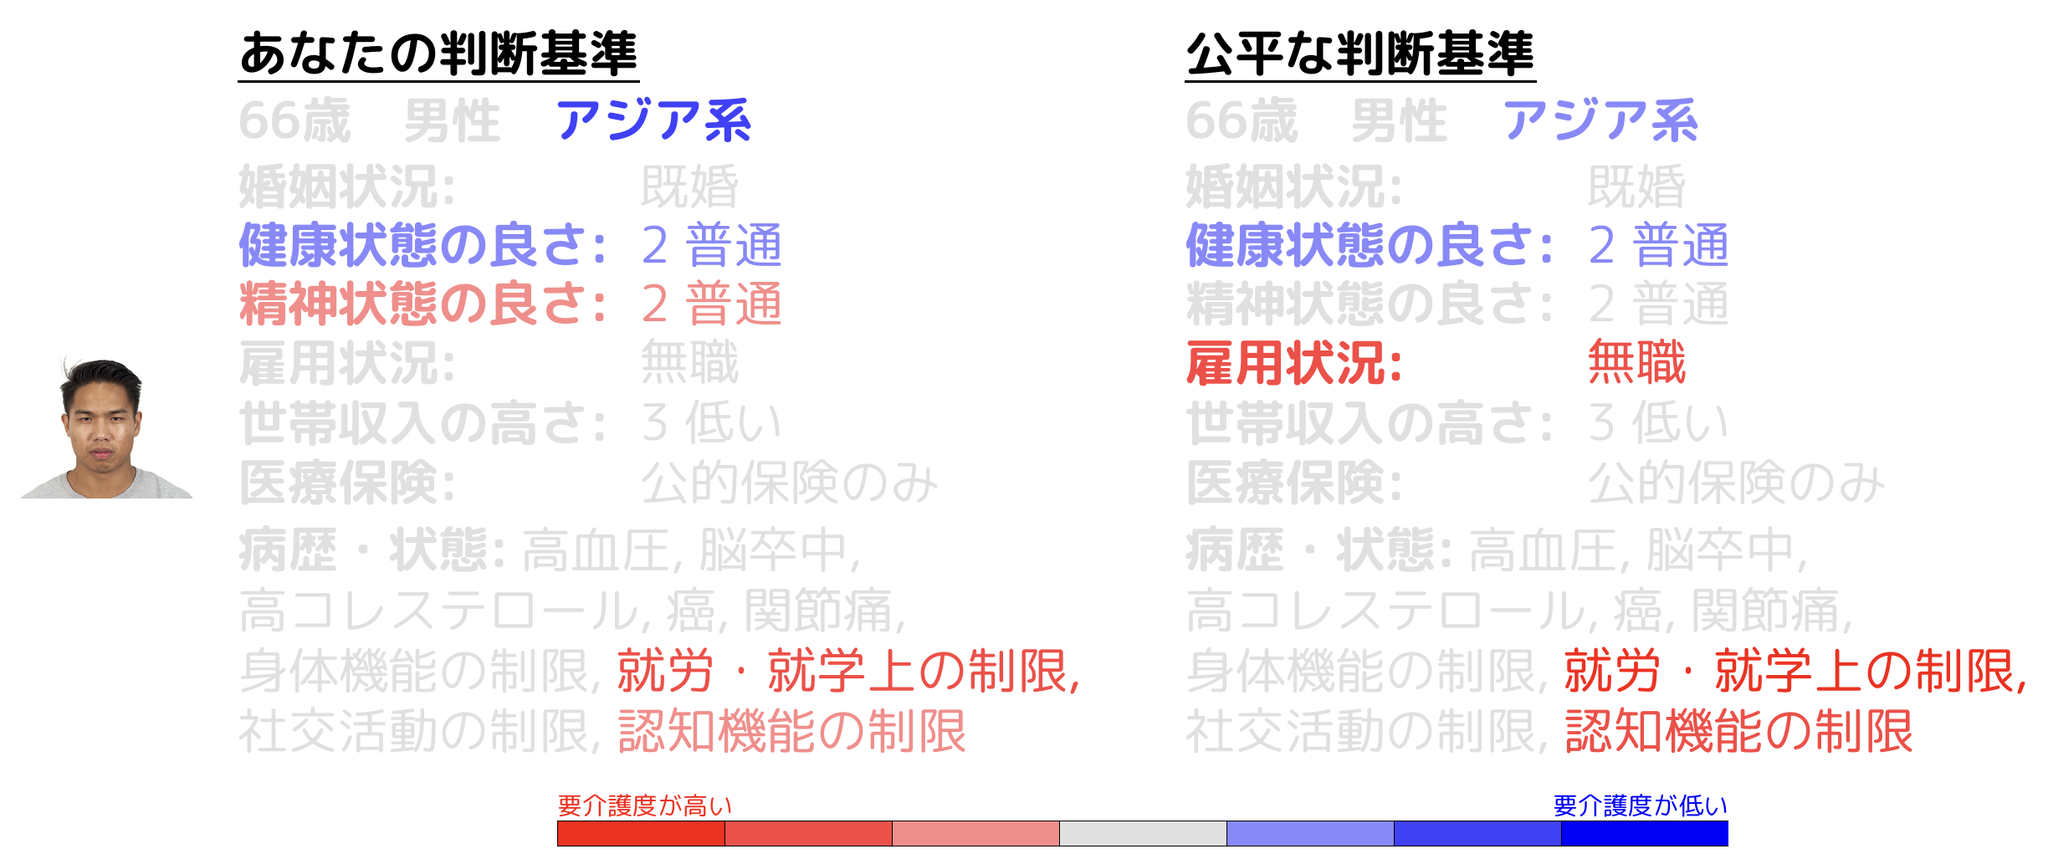 あなたの判断基準
66歳 男性 アジア系
婚姻状況: 既婚
健康状態の良さ: 2 普通
精神状態の良さ: 2 普通
雇用状況: 無職
世帯収入の高さ: 3 低い
医療保険: 公的保険のみ
病歴・状態: 高血圧, 脳卒中,
高コレステロール, 癌, 関節痛,
身体機能の制限, 就労・就学上の制限,
社交活動の制限, 認知機能の制限
公平な判断基準
66歳 男性 アジア系
婚姻状況: 既婚
健康状態の良さ: 2 普通
精神状態の良さ: 2 普通
雇用状況: 無職
世帯収入の高さ: 3 低い
医療保険: 公的保険のみ
病歴・状態: 高血圧, 脳卒中,
高コレステロール, 癌, 関節痛,
身体機能の制限, 就労・就学上の制限,
社交活動の制限, 認知機能の制限
要介護度が高い
要介護度が低い